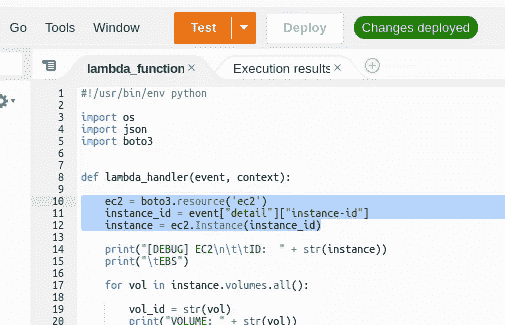 Go Tools Window Test Deploy Changes deployed
lambda_function × Execution results ×
1 #!/usr/bin/env python
2
3 import os
4 import json
5 import boto3
6
7
8 def lambda_handler(event, context):
9
10 ec2 = boto3.resource('ec2')
11 instance_id = event["detail"]["instance-id"]
12 instance = ec2.Instance(instance_id)
13
14 print("[DEBUG] EC2\n\t\tID:  " + str(instance))
15 print("\tEBS")
16
17 for vol in instance.volumes.all():
18
19 vol_id = str(vol)
20 print("VOLUME: " + str(vol))